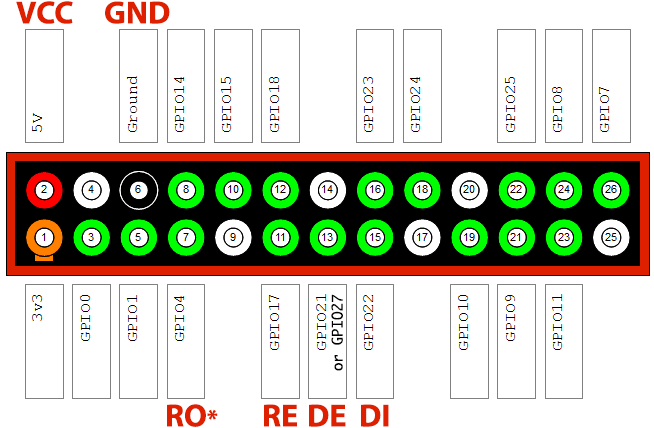 VCC GND
5V Ground GPIO14 GPIO15 GPIO18 GPIO23 GPIO24 GPIO25 GPIO8 GPIO7
2 4 6 8 10 12 14 16 18 20 22 24 26
1 3 5 7 9 11 13 15 17 19 21 23 25
3v3 GPIO0 GPIO1 GPIO4 GPIO17 GPIO21 or GPIO27 GPIO22 GPIO10 GPIO9 GPIO11
RO* RE DE DI